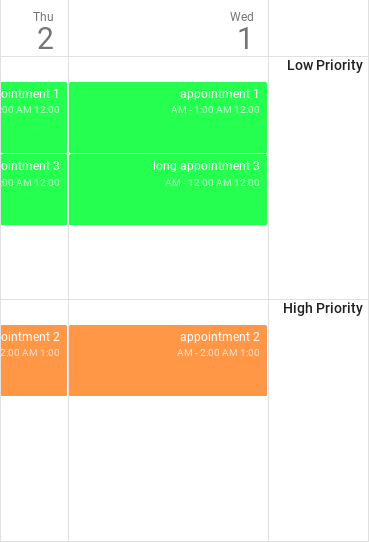 Thu
2
Wed
1
Low Priority
appointment 1
AM - 1:00 AM 12:00
long appointment 3
AM - 12:00 AM 12:00
ointment 1
:00 AM 12:00
ointment 3
:00 AM 12:00
High Priority
appointment 2
AM - 2:00 AM 1:00
ointment 2
2:00 AM 1:00